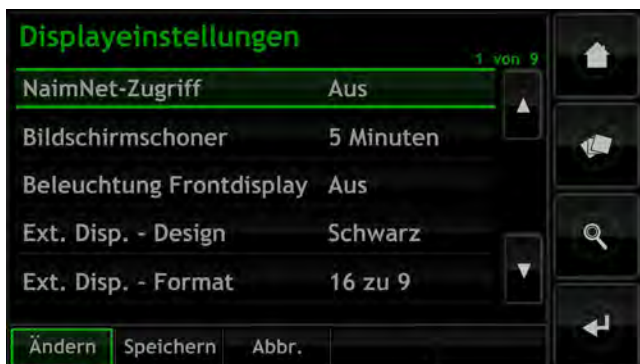 Displayeinstellungen
1 von 9
NaimNet-Zugriff Aus
Bildschirmschoner 5 Minuten
Beleuchtung Frontdisplay Aus
Ext. Disp. - Design Schwarz
Ext. Disp. - Format 16 zu 9
Ändern Speichern Abbr.